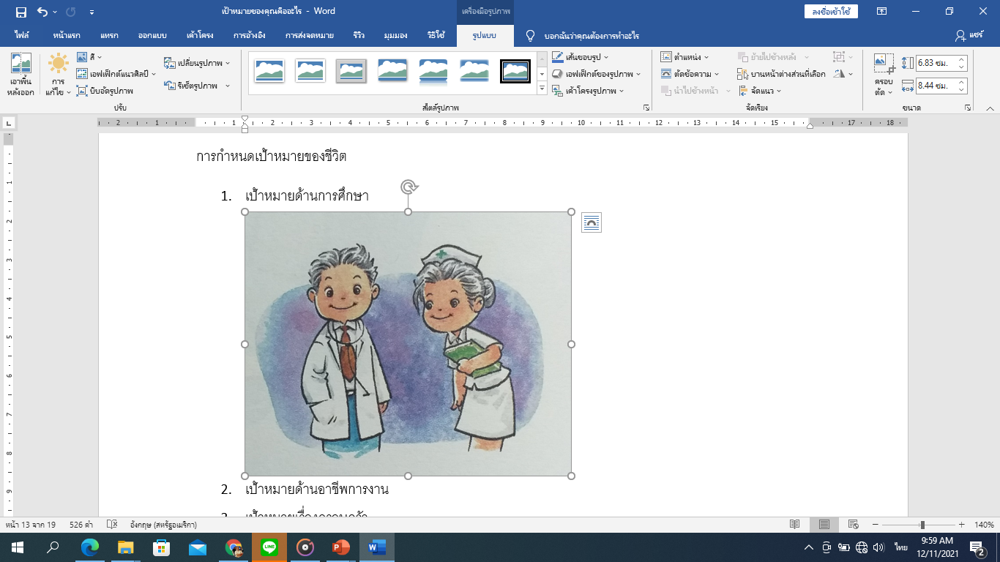 เป้าหมายของคุณคืออะไร - Word
เครื่องมือรูปภาพ
ลงชื่อเข้าใช้
ไฟล์ หน้าแรก แทรก ออกแบบ เค้าโครง การอ้างอิง การส่งจดหมาย รีวิว มุมมอง วิธีใช้ รูปแบบ บอกฉันว่าคุณต้องการทำอะไร แชร์
เอาพื้นหลังออก
การแก้ไข
สี
เอฟเฟ็กต์แนวศิลป์
บีบอัดรูปภาพ
เปลี่ยนรูปภาพ
รีเซ็ตรูปภาพ
ปรับ
สไตล์รูปภาพ
เส้นขอบรูป
เอฟเฟ็กต์ของรูปภาพ
เค้าโครงรูปภาพ
ตำแหน่ง
ตัดข้อความ
นำไปข้างหน้า
ย้ายไปข้างหลัง
บานหน้าต่างส่วนที่เลือก
จัดแนว
จัดเรียง
ครอบตัด
6.83 ซม.
8.44 ซม.
ขนาด
2 1 1 2 3 4 5 6 7 8 9 10 11 12 13 14 15 17 18
1
2
3
4
5
6
7
8
9
การกำหนดเป้าหมายของชีวิต
1. เป้าหมายด้านการศึกษา
2. เป้าหมายด้านอาชีพการงาน
หน้า 13 จาก 19 526 คำ อังกฤษ (สหรัฐอเมริกา) 140%
LINE
ไทย
9:59 AM
12/11/2021
2